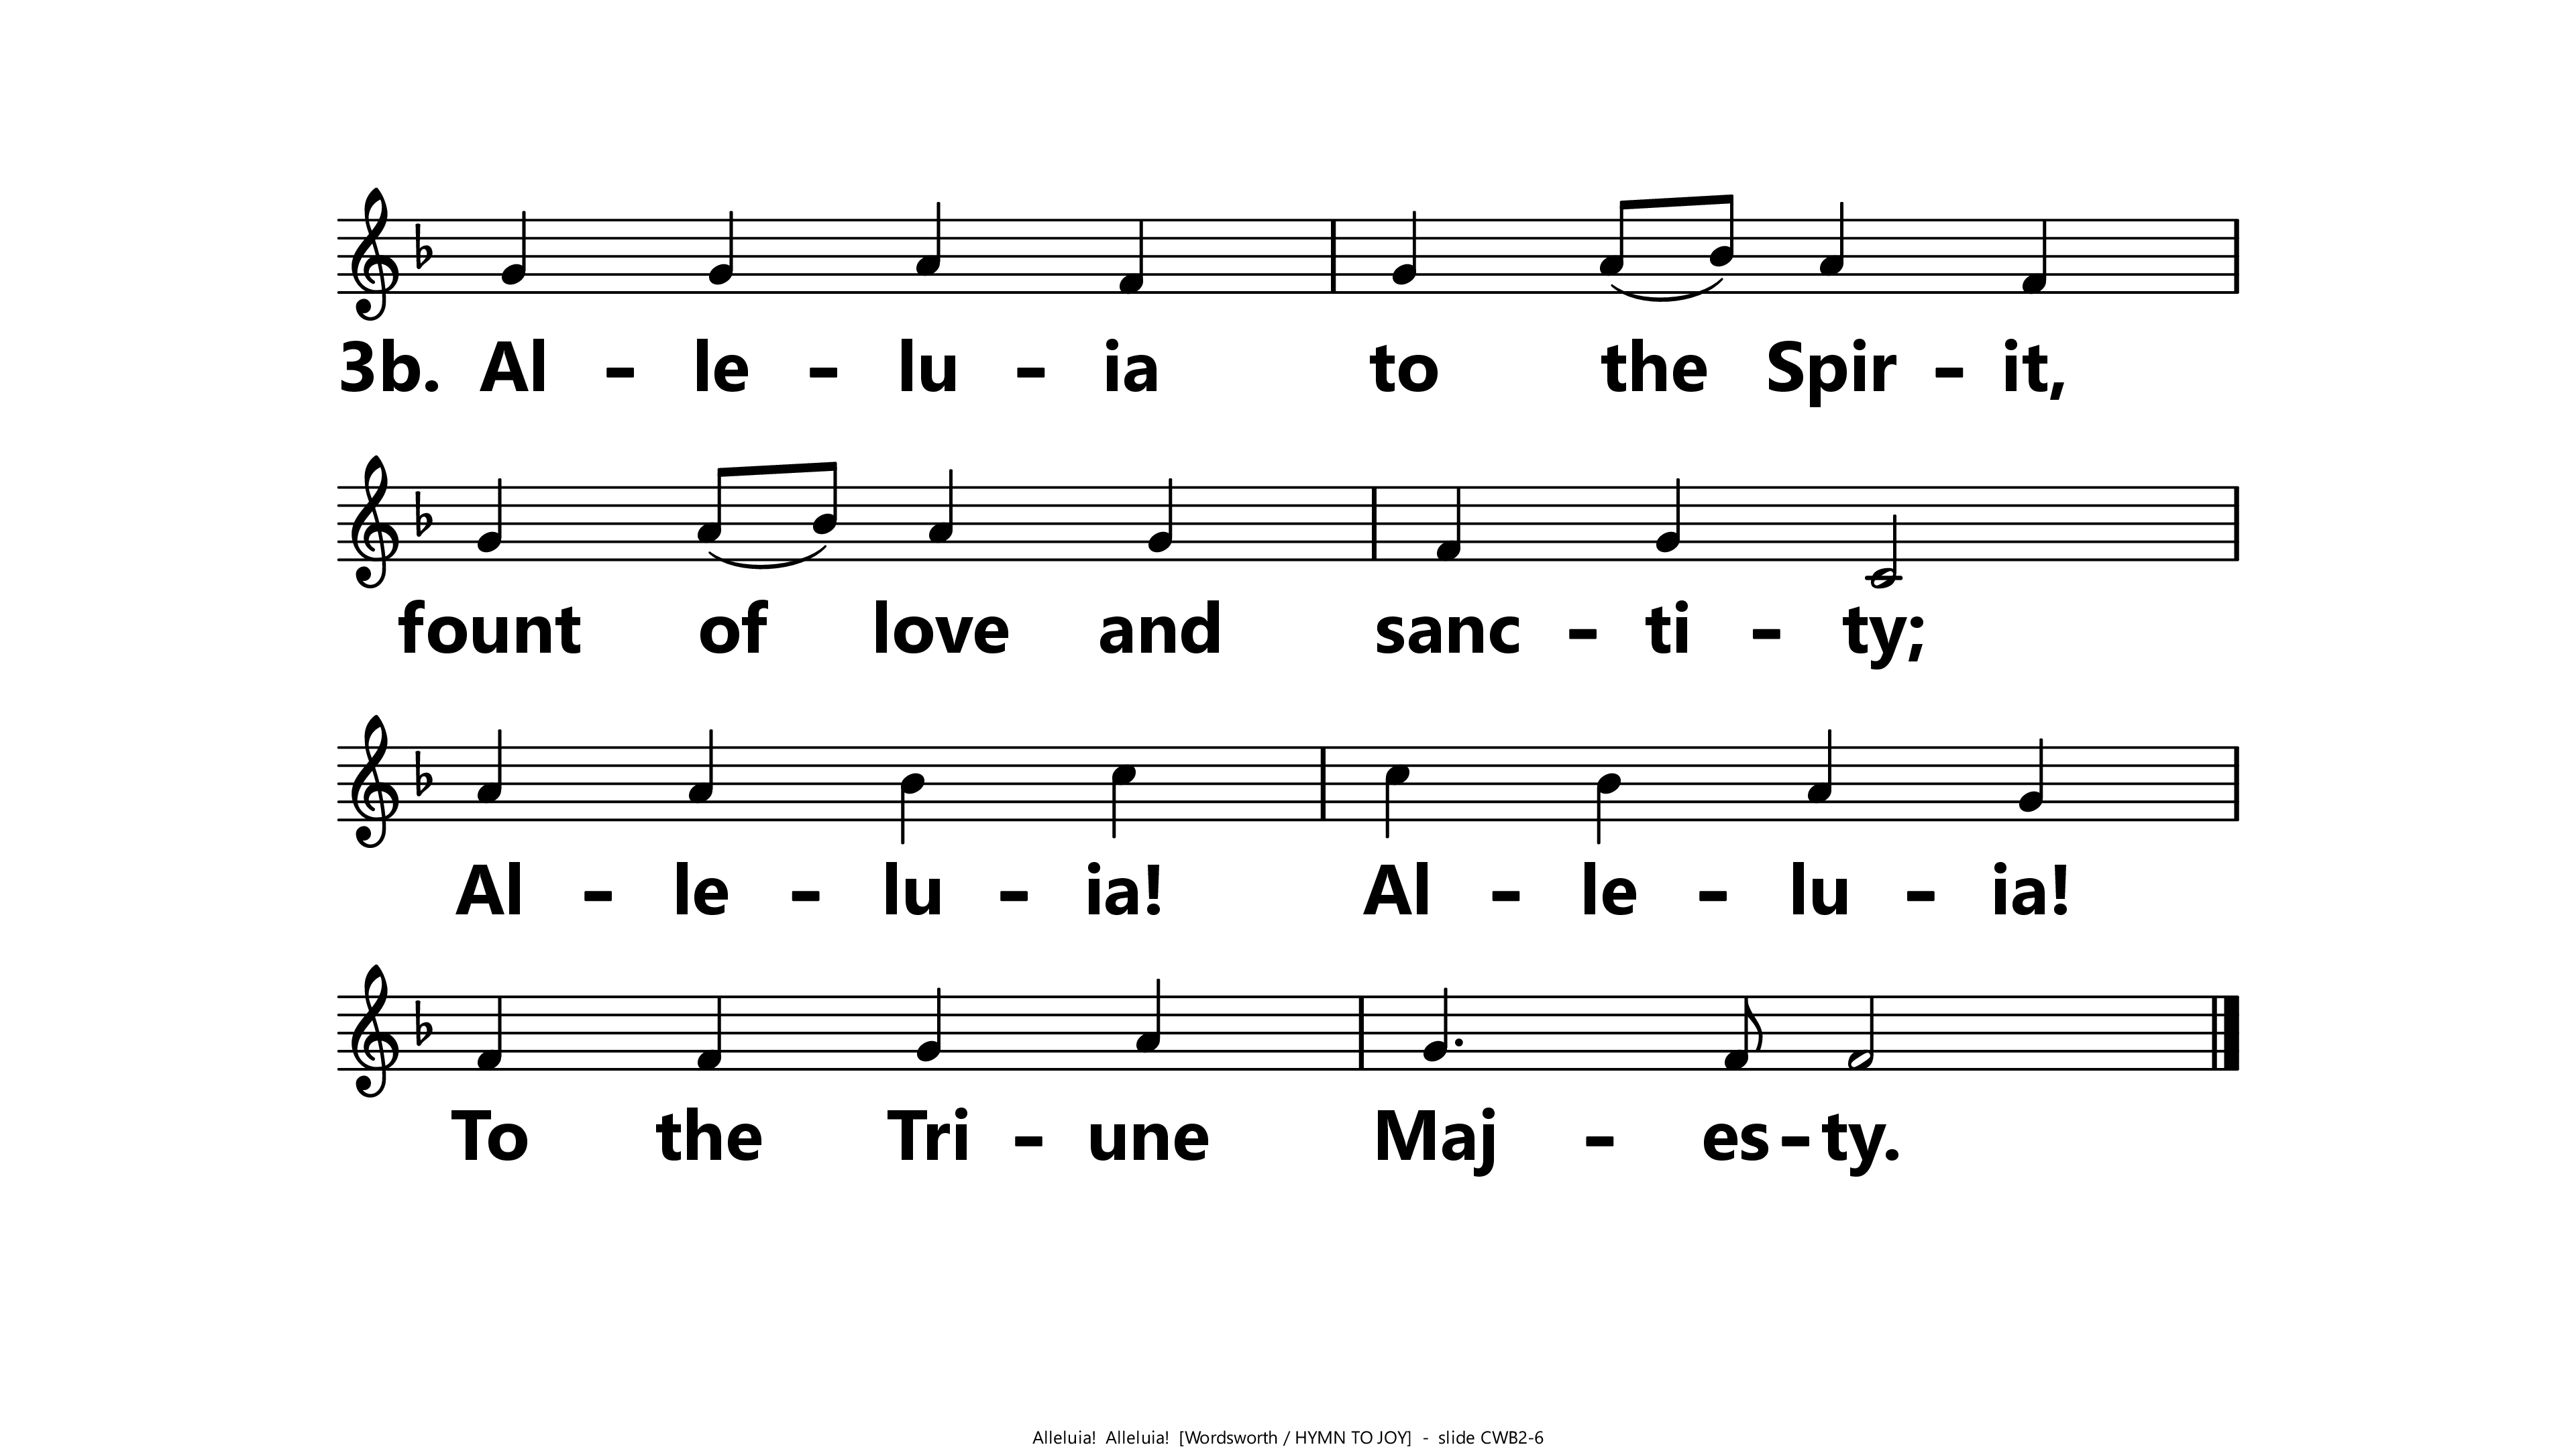 3b. Al - le - lu - ia to the Spir - it,
fount of love and sanc - ti - ty;
Al - le - lu - ia! Al - le - lu - ia!
To the Tri - une Maj - es - ty.
Alleluia! Alleluia! [Wordsworth / HYMN TO JOY] - slide CWB2-6